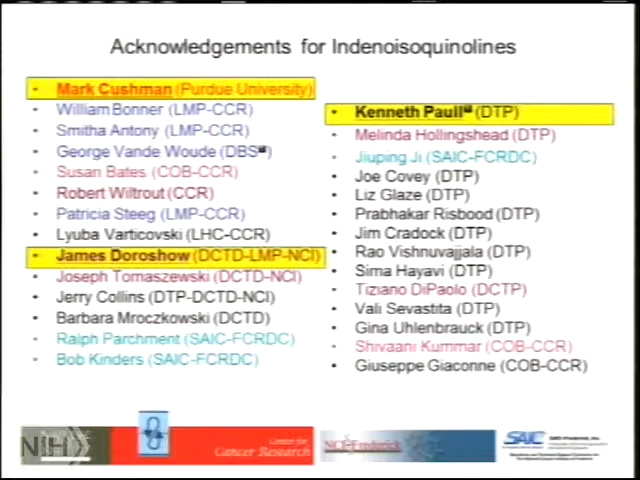 Acknowledgements for Indenoisoquinolines
• Mark Cushman (Purdue University)
• William Bonner (LMP-CCR)
• Smitha Antony (LMP-CCR)
• George Vande Woude (DBS)
• Susan Bates (COB-CCR)
• Robert Wiltrout (CCR)
• Patricia Steeg (LMP-CCR)
• Lyuba Varticovski (LHC-CCR)
• James Doroshow (DCTD-LMP-NCI)
• Joseph Tomaszewski (DCTD-NCI)
• Jerry Collins (DTP-DCTD-NCI)
• Barbara Mroczkowski (DCTD)
• Ralph Parchment (SAIC-FCRDC)
• Bob Kinders (SAIC-FCRDC)
• Kenneth Paull (DTP)
• Melinda Hollingshead (DTP)
• Jiuping Ji (SAIC-FCRDC)
• Joe Covey (DTP)
• Liz Glaze (DTP)
• Prabhakar Risbood (DTP)
• Jim Cradock (DTP)
• Rao Vishnuvajjala (DTP)
• Sima Hayavi (DTP)
• Tiziano DiPaolo (DCTP)
• Vali Sevastita (DTP)
• Gina Uhlenbrauck (DTP)
• Shivaani Kummar (COB-CCR)
• Giuseppe Giaconne (COB-CCR)
NIH
Center for
Cancer Research
NCI-Frederick
SAIC
SAIC-Frederick, Inc.